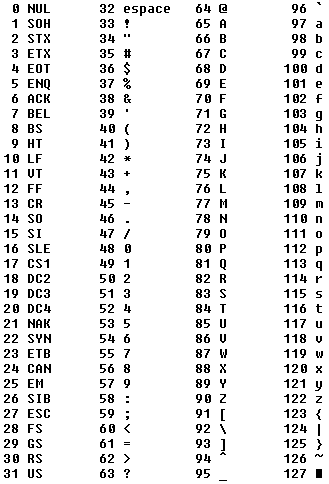 0 NUL 32 espace 64 @ 96 `
1 SOH 33 ! 65 A 97 a
2 STX 34 " 66 B 98 b
3 ETX 35 # 67 C 99 c
4 EOT 36 $ 68 D 100 d
5 ENQ 37 % 69 E 101 e
6 ACK 38 & 70 F 102 f
7 BEL 39 ' 71 G 103 g
8 BS 40 ( 72 H 104 h
9 HT 41 ) 73 I 105 i
10 LF 42 * 74 J 106 j
11 VT 43 + 75 K 107 k
12 FF 44 , 76 L 108 l
13 CR 45 - 77 M 109 m
14 SO 46 . 78 N 110 n
15 SI 47 / 79 O 111 o
16 SLE 48 0 80 P 112 p
17 CS1 49 1 81 Q 113 q
18 DC2 50 2 82 R 114 r
19 DC3 51 3 83 S 115 s
20 DC4 52 4 84 T 116 t
21 NAK 53 5 85 U 117 u
22 SYN 54 6 86 V 118 v
23 ETB 55 7 87 W 119 w
24 CAN 56 8 88 X 120 x
25 EM 57 9 89 Y 121 y
26 SIB 58 : 90 Z 122 z
27 ESC 59 ; 91 [ 123 {
28 FS 60 < 92 \ 124 |
29 GS 61 = 93 ] 125 }
30 RS 62 > 94 ^ 126 ~
31 US 63 ? 95 _ 127 ■